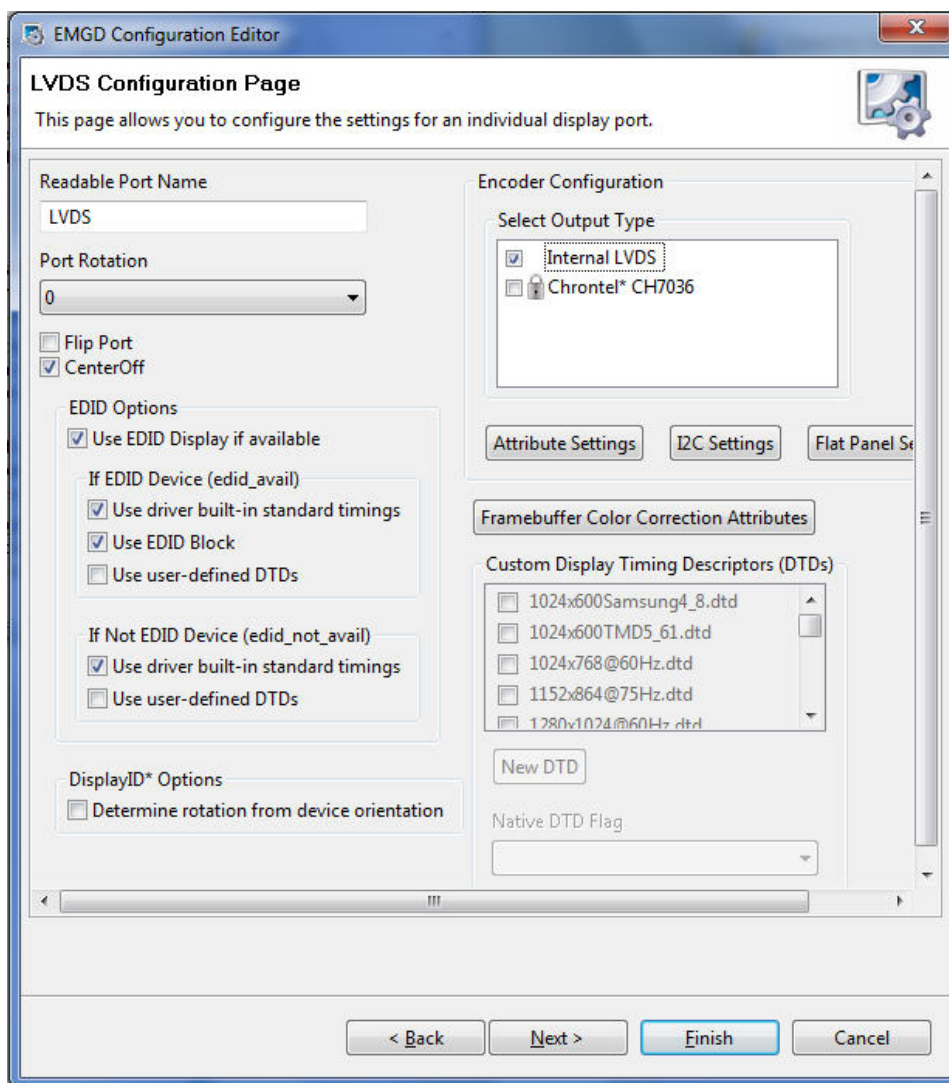 EMGD Configuration Editor
LVDS Configuration Page
This page allows you to configure the settings for an individual display port.
Readable Port Name
LVDS
Port Rotation
0
Flip Port
CenterOff
EDID Options
Use EDID Display if available
If EDID Device (edid_avail)
Use driver built-in standard timings
Use EDID Block
Use user-defined DTDs
If Not EDID Device (edid_not_avail)
Use driver built-in standard timings
Use user-defined DTDs
DisplayID* Options
Determine rotation from device orientation
Encoder Configuration
Select Output Type
Internal LVDS
Chrontel* CH7036
Attribute Settings
I2C Settings
Flat Panel Se
Framebuffer Color Correction Attributes
Custom Display Timing Descriptors (DTDs)
1024x600Samsung4_8.dtd
1024x600TMD5_61.dtd
1024x768@60Hz.dtd
1152x864@75Hz.dtd
1280x1024@60Hz.dtd
New DTD
Native DTD Flag
< Back
Next >
Finish
Cancel